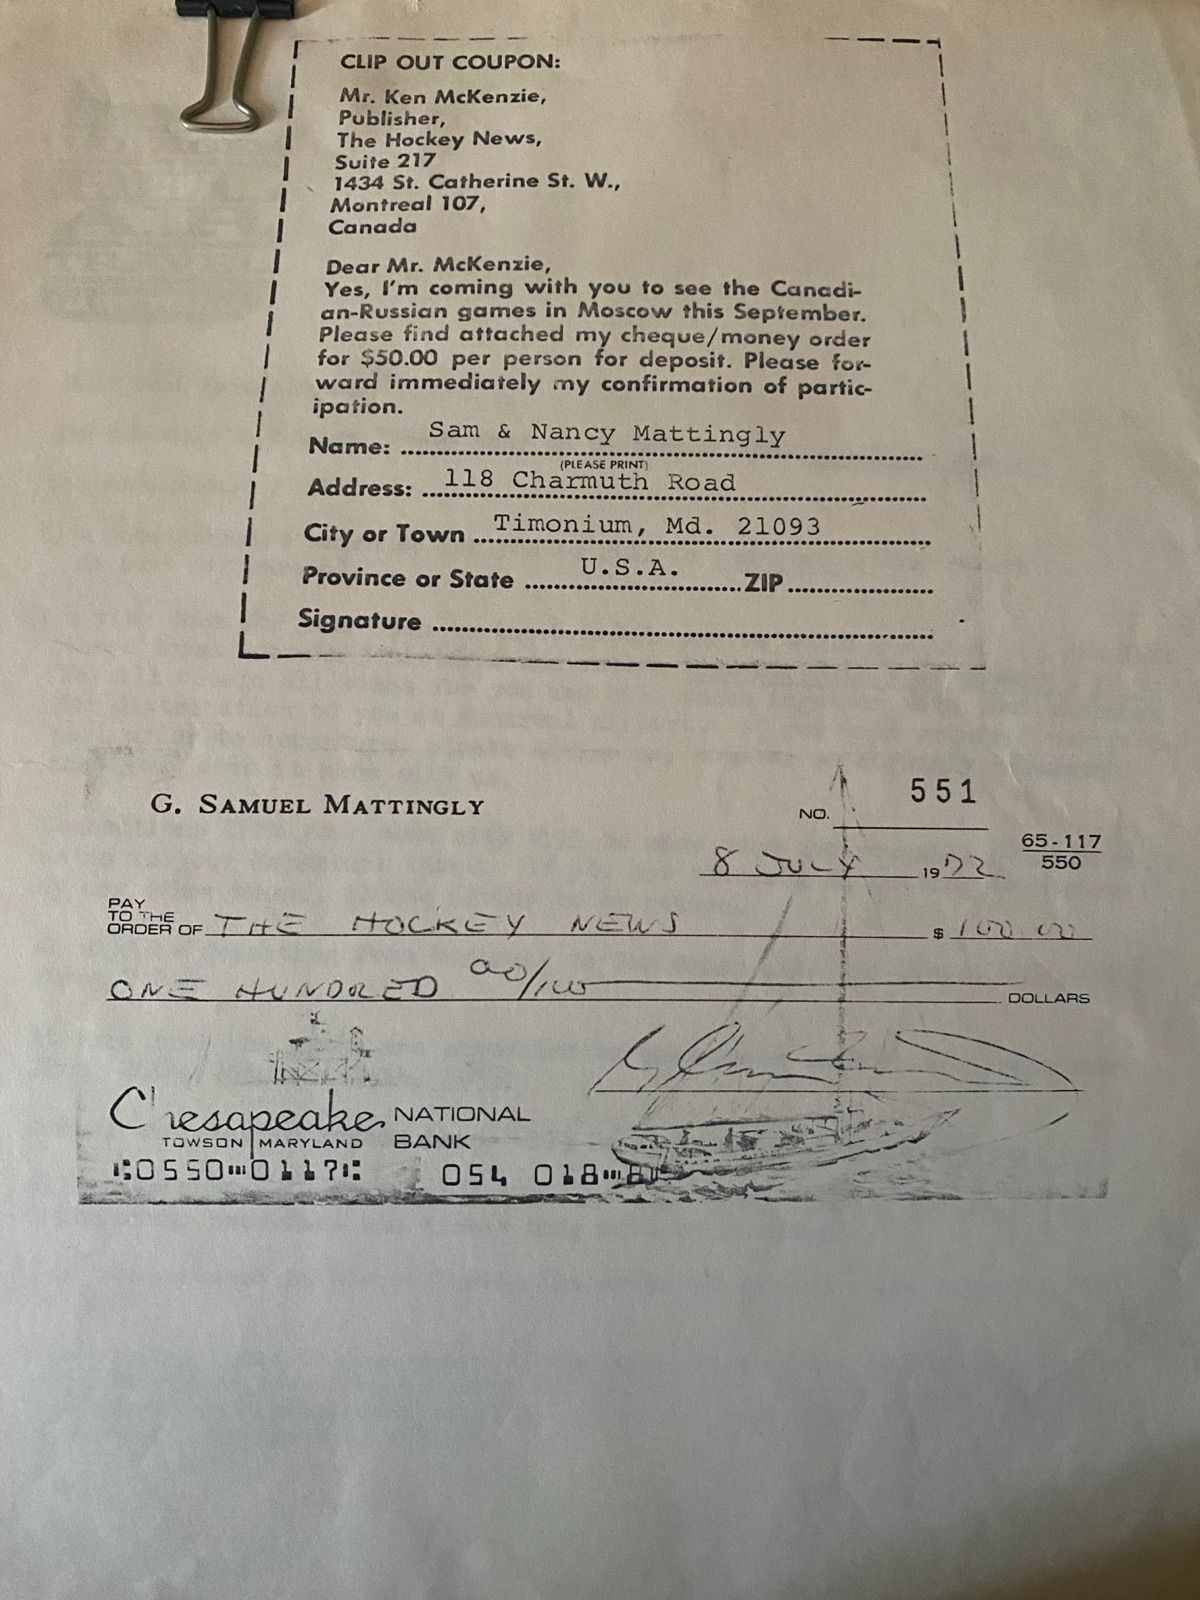 CLIP OUT COUPON:
Mr. Ken McKenzie,
Publisher,
The Hockey News,
Suite 217
1434 St. Catherine St. W.,
Montreal 107,
Canada
Dear Mr. McKenzie,
Yes, I'm coming with you to see the Canadi-
an-Russian games in Moscow this September.
Please find attached my cheque/money order
for $50.00 per person for deposit. Please for-
ward immediately my confirmation of partic-
ipation.
Name: Sam & Nancy Mattingly
(PLEASE PRINT)
Address: 118 Charmuth Road
City or Town Timonium, Md. 21093
Province or State U.S.A. ZIP
Signature
G. SAMUEL MATTINGLY
NO. 551
65-117
550
8 JULY 1972
PAY
TO THE
ORDER OF THE HOCKEY NEWS $ 100.00
ONE HUNDRED 00/100 DOLLARS
Chesapeake NATIONAL
TOWSON MARYLAND BANK
⑆0550⑉0117⑆ 054 018⑈